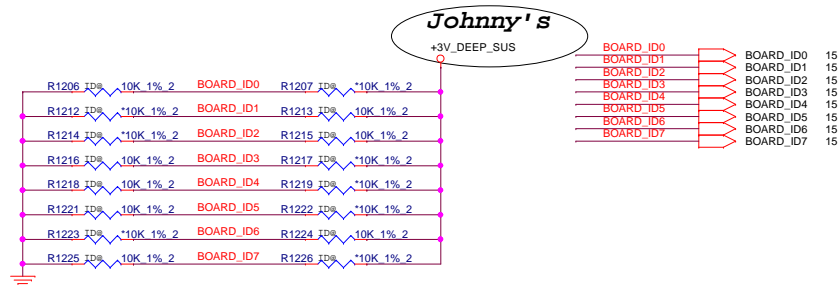 Johnny's
+3V_DEEP_SUS
R1206 ID@ 10K_1%_2 BOARD_ID0 R1207 ID@ *10K_1%_2
R1212 ID@ *10K_1%_2 BOARD_ID1 R1213 ID@ 10K_1%_2
R1214 ID@ *10K_1%_2 BOARD_ID2 R1215 ID@ 10K_1%_2
R1216 ID@ 10K_1%_2 BOARD_ID3 R1217 ID@ *10K_1%_2
R1218 ID@ 10K_1%_2 BOARD_ID4 R1219 ID@ *10K_1%_2
R1221 ID@ 10K_1%_2 BOARD_ID5 R1222 ID@ *10K_1%_2
R1223 ID@ *10K_1%_2 BOARD_ID6 R1224 ID@ 10K_1%_2
R1225 ID@ 10K_1%_2 BOARD_ID7 R1226 ID@ *10K_1%_2
BOARD_ID0 BOARD_ID0 15
BOARD_ID1 BOARD_ID1 15
BOARD_ID2 BOARD_ID2 15
BOARD_ID3 BOARD_ID3 15
BOARD_ID4 BOARD_ID4 15
BOARD_ID5 BOARD_ID5 15
BOARD_ID6 BOARD_ID6 15
BOARD_ID7 BOARD_ID7 15